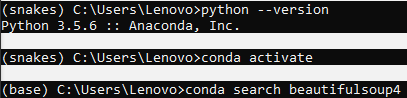 (snakes) C:\Users\Lenovo>python --version
Python 3.5.6 :: Anaconda, Inc.
(snakes) C:\Users\Lenovo>conda activate
(base) C:\Users\Lenovo>conda search beautifulsoup4